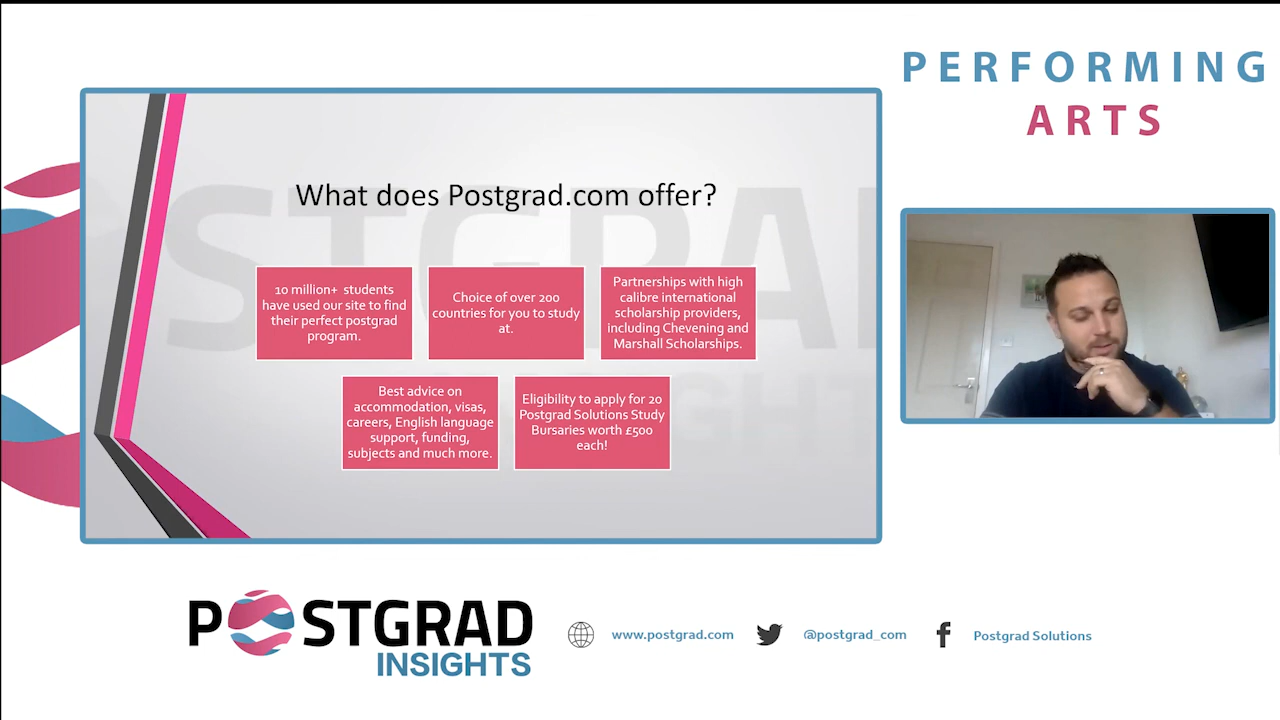 PERFORMING
ARTS
What does Postgrad.com offer?
10 million+ students
have used our site to find
their perfect postgrad
program.
Choice of over 200
countries for you to study
at.
Partnerships with high
calibre international
scholarship providers,
including Chevening and
Marshall Scholarships.
Best advice on
accommodation, visas,
careers, English language
support, funding,
subjects and much more.
Eligibility to apply for 20
Postgrad Solutions Study
Bursaries worth £500
each!
POSTGRAD
INSIGHTS
www.postgrad.com
@postgrad_com
Postgrad Solutions